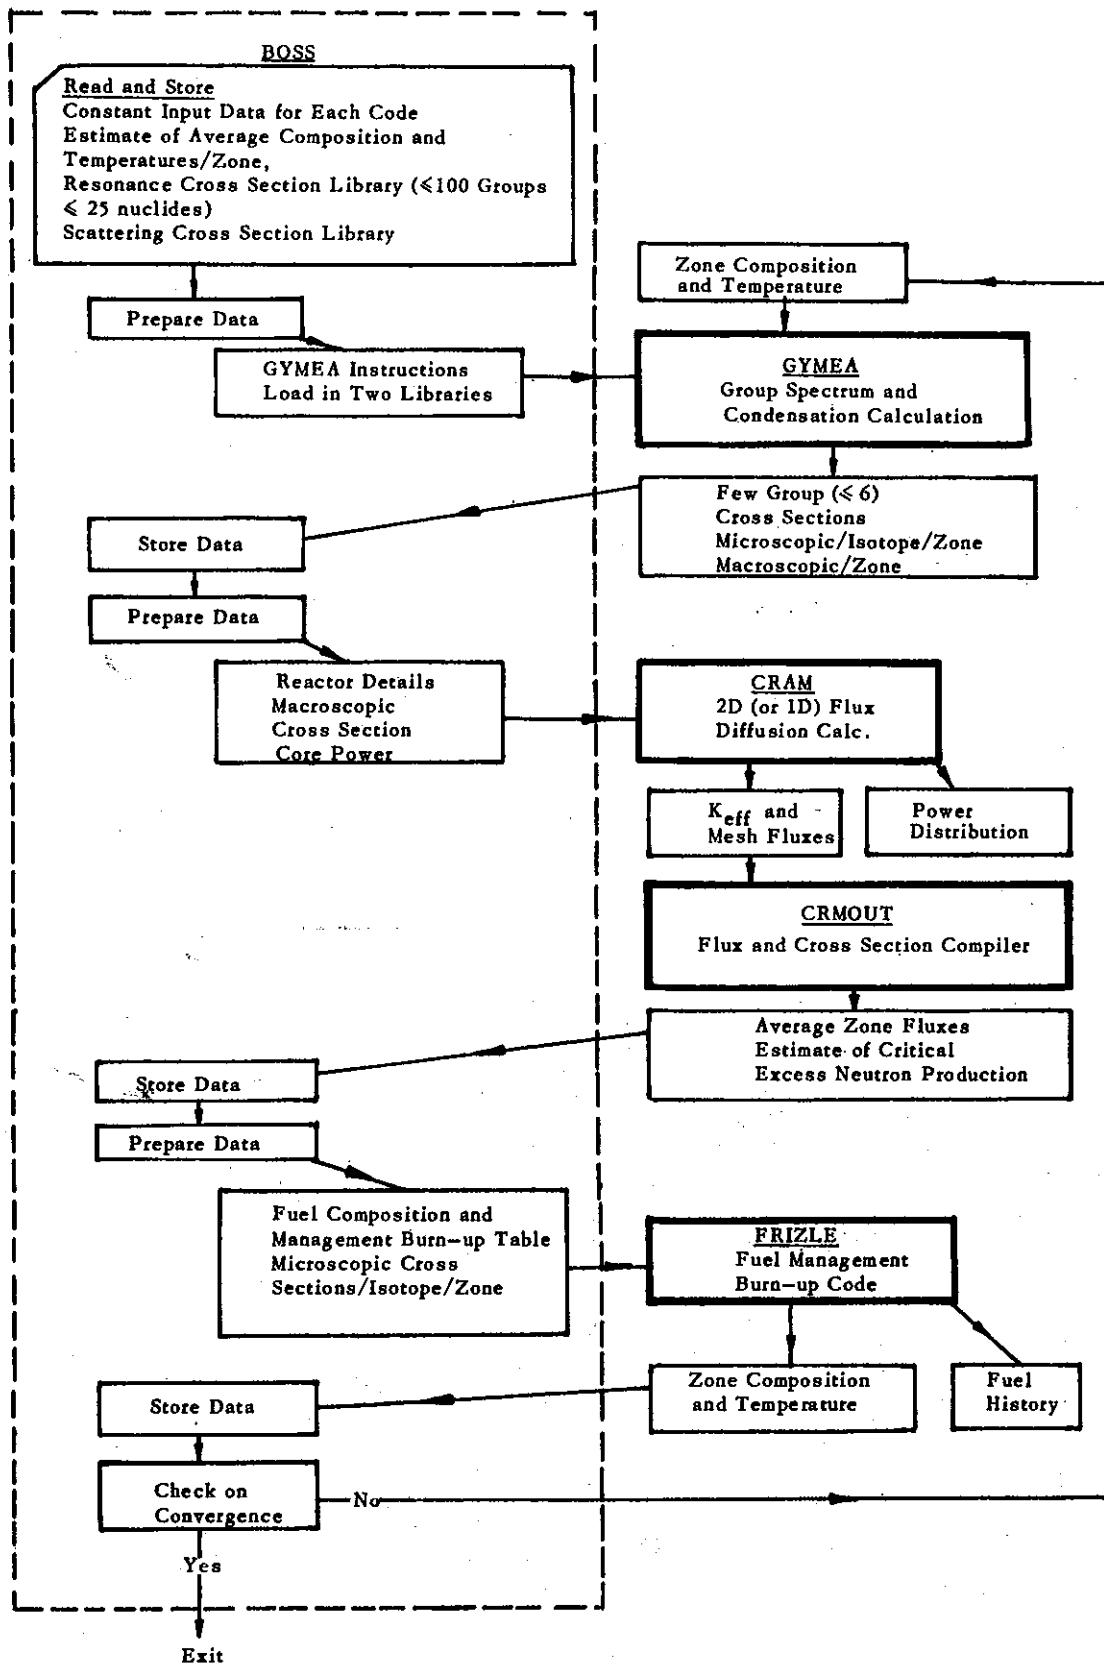 BOSS
Read and Store
Constant Input Data for Each Code
Estimate of Average Composition and
Temperatures/Zone,
Resonance Cross Section Library (⩽100 Groups
⩽ 25 nuclides)
Scattering Cross Section Library
Zone Composition
and Temperature
Prepare Data
GYMEA Instructions
Load in Two Libraries
GYMEA
Group Spectrum and
Condensation Calculation
Few Group (⩽ 6)
Cross Sections
Microscopic/Isotope/Zone
Macroscopic/Zone
Store Data
Prepare Data
Reactor Details
Macroscopic
Cross Section
Core Power
CRAM
2D (or 1D) Flux
Diffusion Calc.
Keff and
Mesh Fluxes
Power
Distribution
CRMOUT
Flux and Cross Section Compiler
Average Zone Fluxes
Estimate of Critical
Excess Neutron Production
Store Data
Prepare Data
Fuel Composition and
Management Burn-up Table
Microscopic Cross
Sections/Isotope/Zone
FRIZLE
Fuel Management
Burn-up Code
Zone Composition
and Temperature
Fuel
History
Store Data
Check on
Convergence
No
Yes
Exit